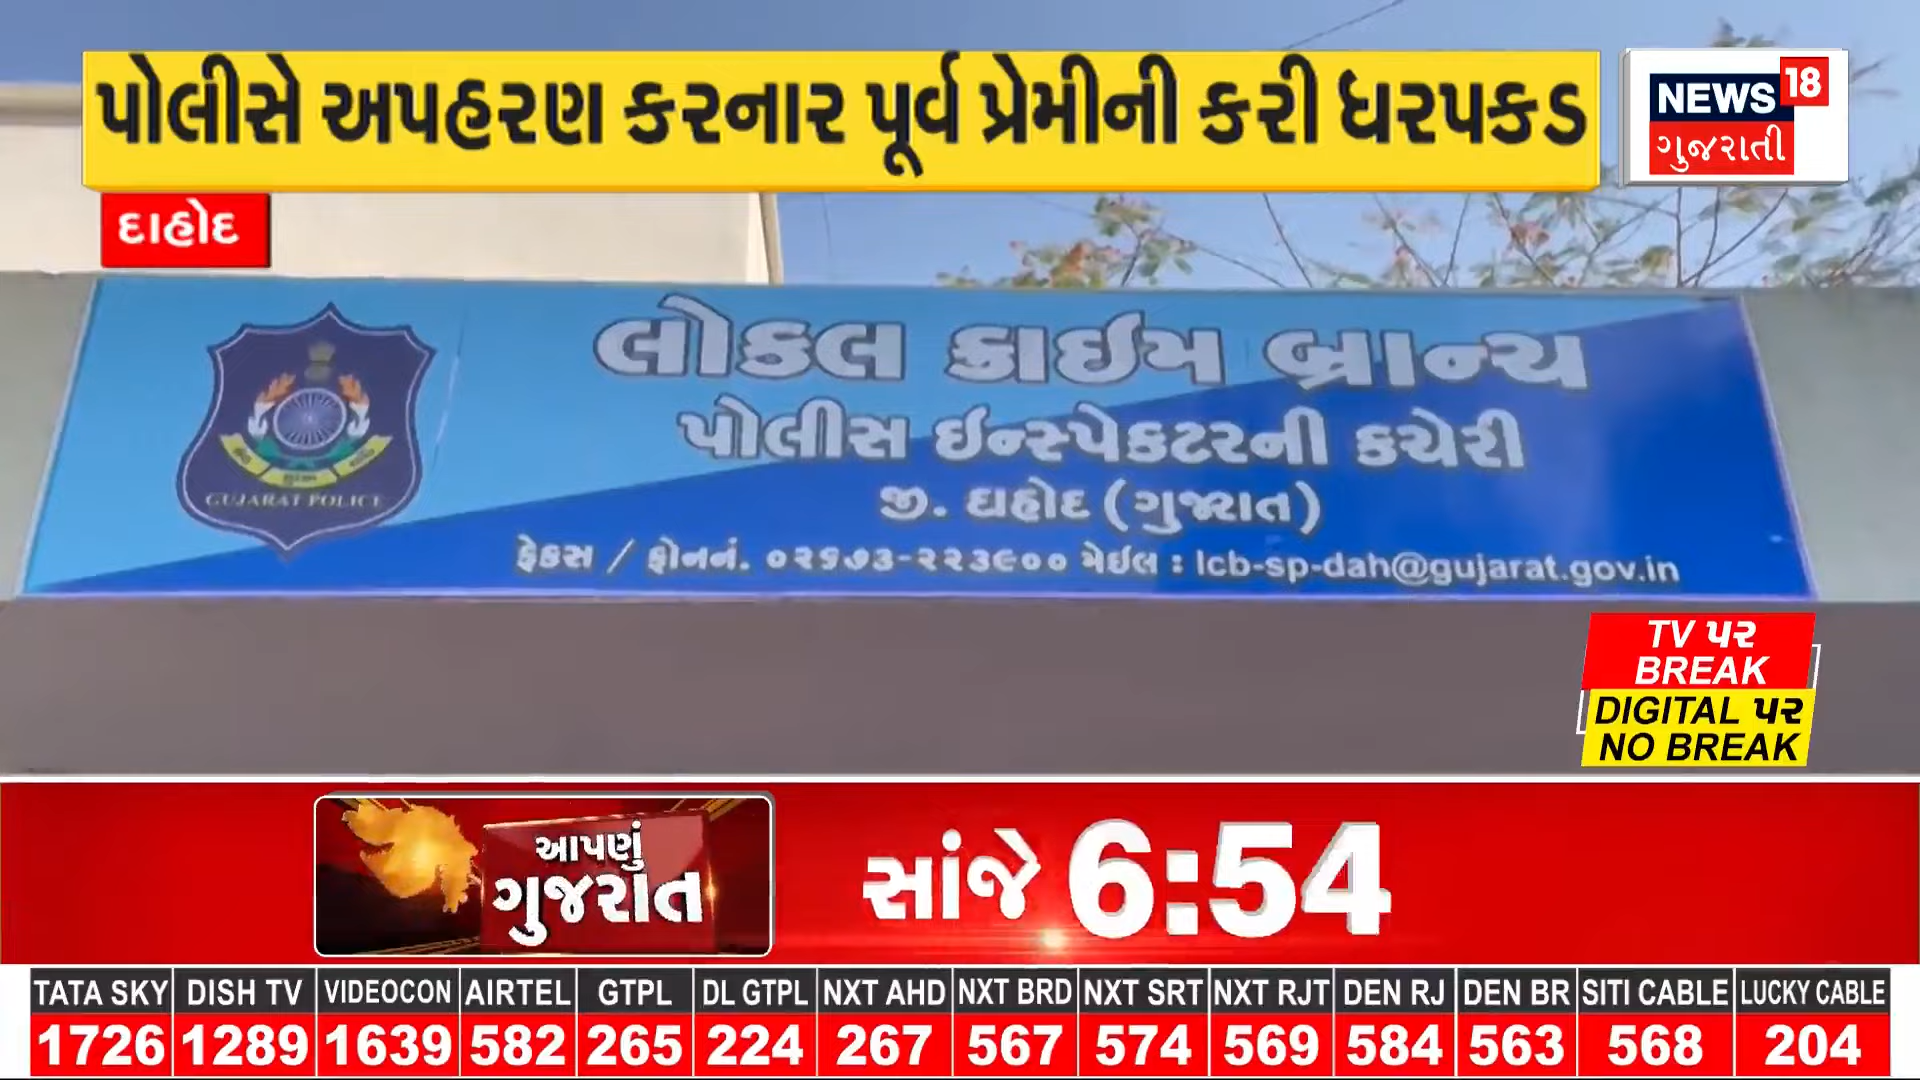 પોલીસે અપહરણ કરનાર પૂર્વ પ્રેમીની કરી ધરપકડ
NEWS 18
ગુજરાતી
દાહોદ
લોકલ ક્રાઈમ બ્રાન્ચ
પોલીસ ઇન્સ્પેકટરની કચેરી
જી. દાહોદ (ગુજરાત)
ફેકસ / ફોનનં. ૦૨૬૭૩-૨૨૩૯૦૦ મેઈલ : lcb-sp-dah@gujarat.gov.in
GUJARAT POLICE
TV પર
BREAK
DIGITAL પર
NO BREAK
આપણું
ગુજરાત
સાંજે 6:54
TATA SKY DISH TV VIDEOCON AIRTEL GTPL DL GTPL NXT AHD NXT BRD NXT SRT NXT RJT DEN RJ DEN BR SITI CABLE LUCKY CABLE
1726 1289 1639 582 265 224 267 567 574 569 584 563 568 204